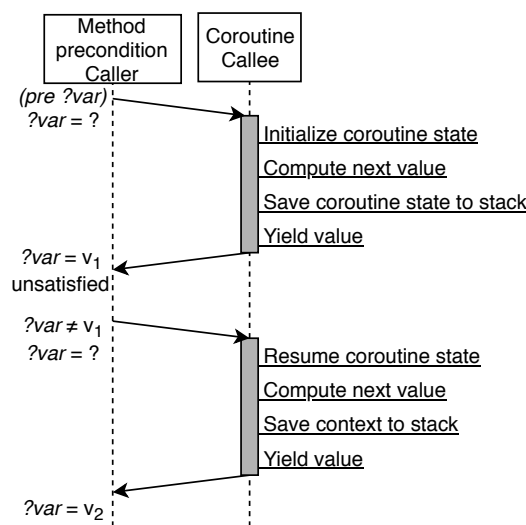 Method
precondition
Caller
Coroutine
Callee
(pre ?var)
?var = ?
Initialize coroutine state
Compute next value
Save coroutine state to stack
Yield value
?var = v₁
unsatisfied
?var ≠ v₁
?var = ?
Resume coroutine state
Compute next value
Save context to stack
Yield value
?var = v₂